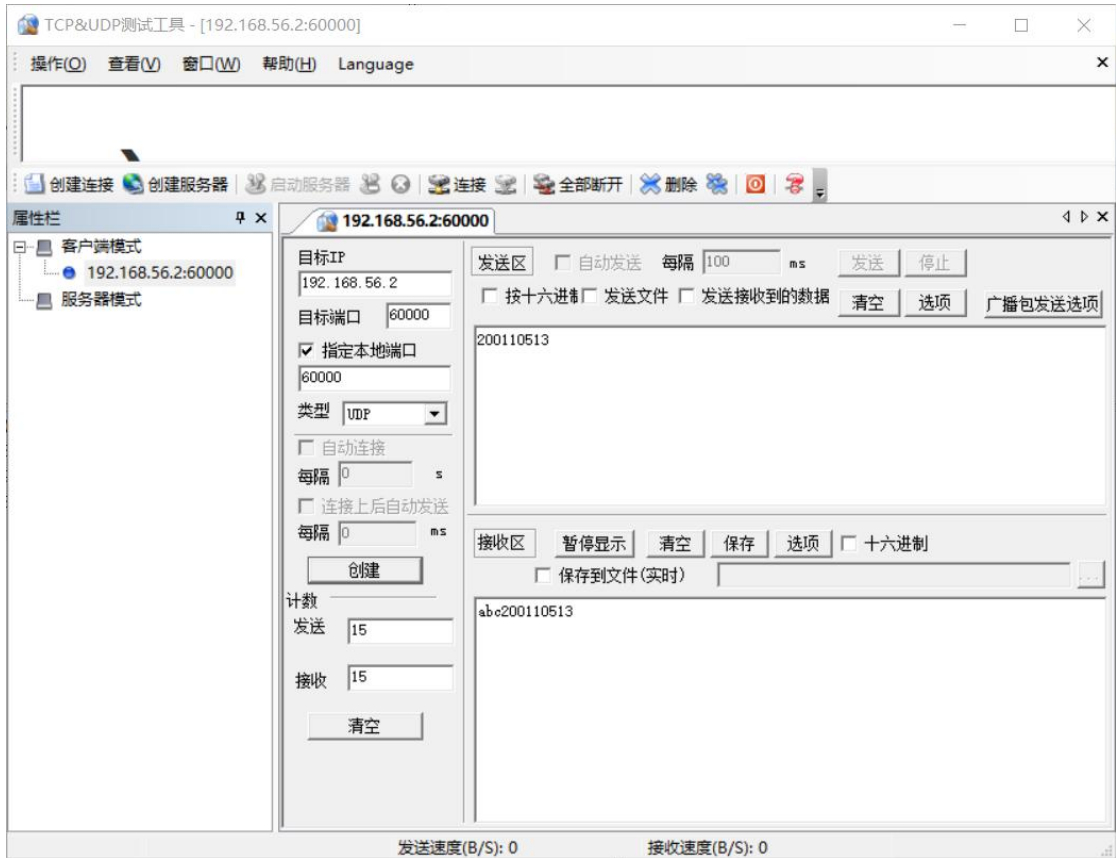 TCP&UDP测试工具 - [192.168.56.2:60000]
操作(O) 查看(V) 窗口(W) 帮助(H) Language
创建连接 创建服务器 启动服务器 连接 全部断开 删除
属性栏
客户端模式
192.168.56.2:60000
服务器模式
192.168.56.2:60000
目标IP
192.168.56.2
目标端口 60000
指定本地端口
60000
类型 UDP
自动连接
每隔 0 s
连接上后自动发送
每隔 0 ms
创建
计数
发送 15
接收 15
清空
发送区 自动发送 每隔 100 ms 发送 停止
按十六进制 发送文件 发送接收到的数据 清空 选项 广播包发送选项
200110513
接收区 暂停显示 清空 保存 选项 十六进制
保存到文件(实时) ...
abc200110513
发送速度(B/S): 0 接收速度(B/S): 0